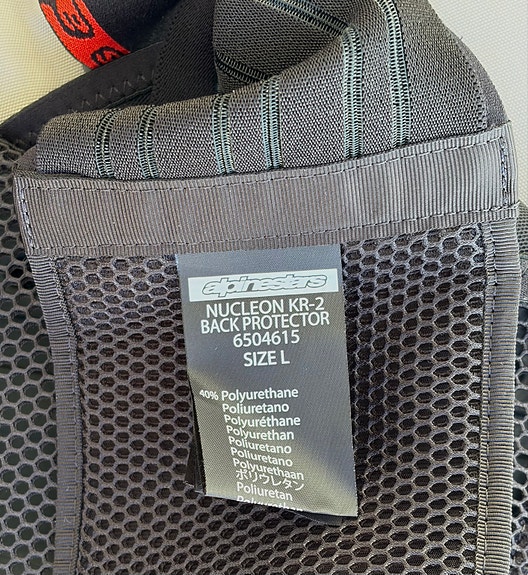 alpinestars
NUCLEON KR-2
BACK PROTECTOR
6504615
SIZE L
40% Polyurethane
Poliuretano
Polyuréthane
Polyurethan
Poliuretano
Poliuretano
Polyurethaan
ポリウレタン
Poliuretan